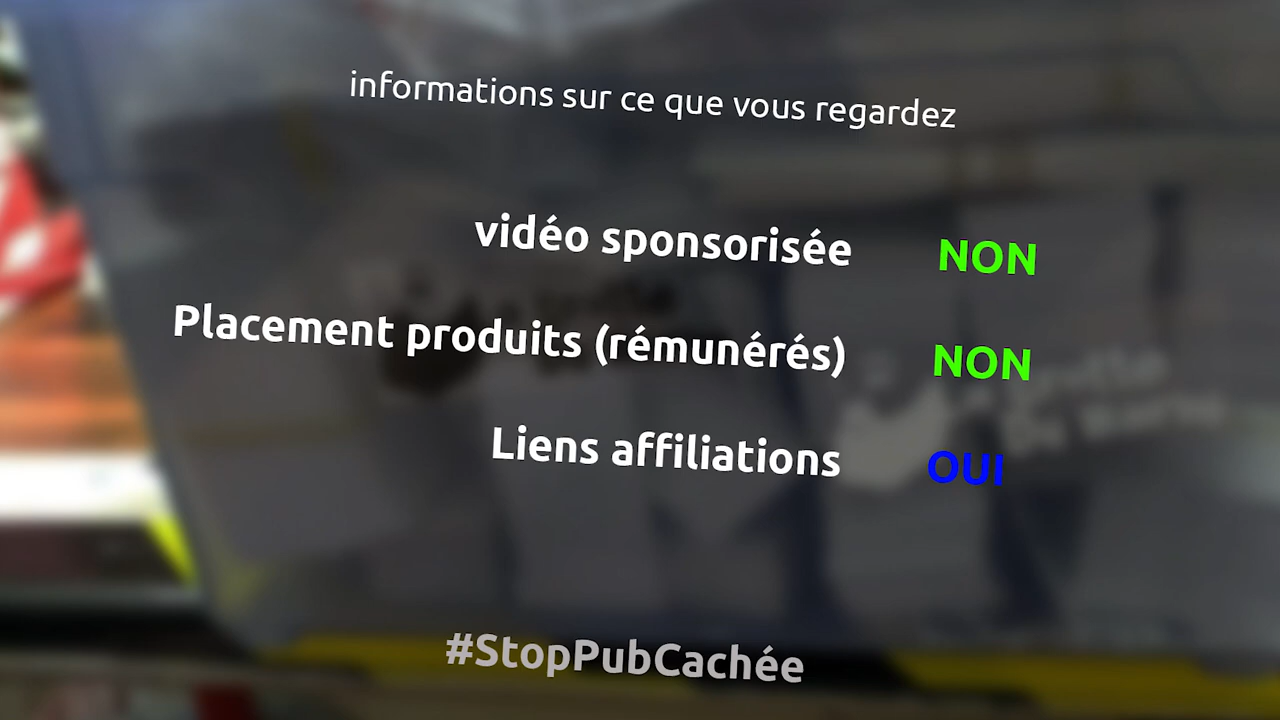 informations sur ce que vous regardez
vidéo sponsorisée NON
Placement produits (rémunérés) NON
Liens affiliations OUI
#StopPubCachée